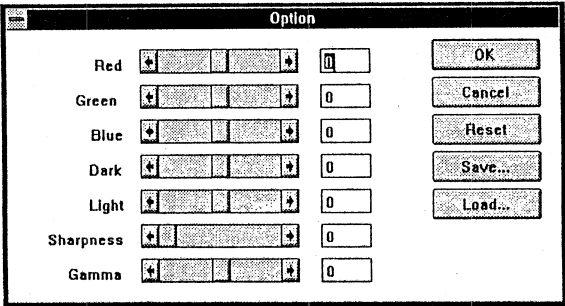 Option
Red 0 OK
Green 0 Cancel
Blue 0 Reset
Dark 0 Save...
Light 0 Load...
Sharpness 0
Gamma 0